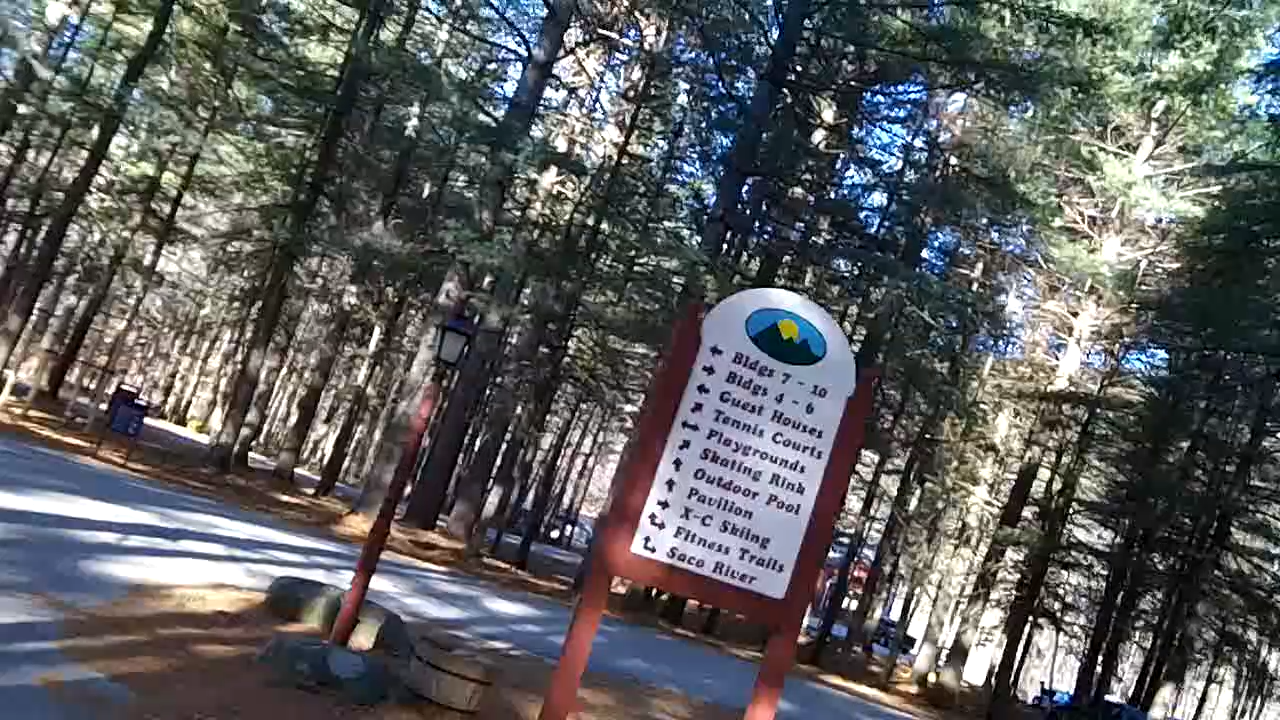 Bldgs 7 - 10
Bldgs 4 - 6
Guest Houses
Tennis Courts
Playgrounds
Skating Rink
Outdoor Pool
Pavilion
X-C Skiing
Fitness Trails
Saco River